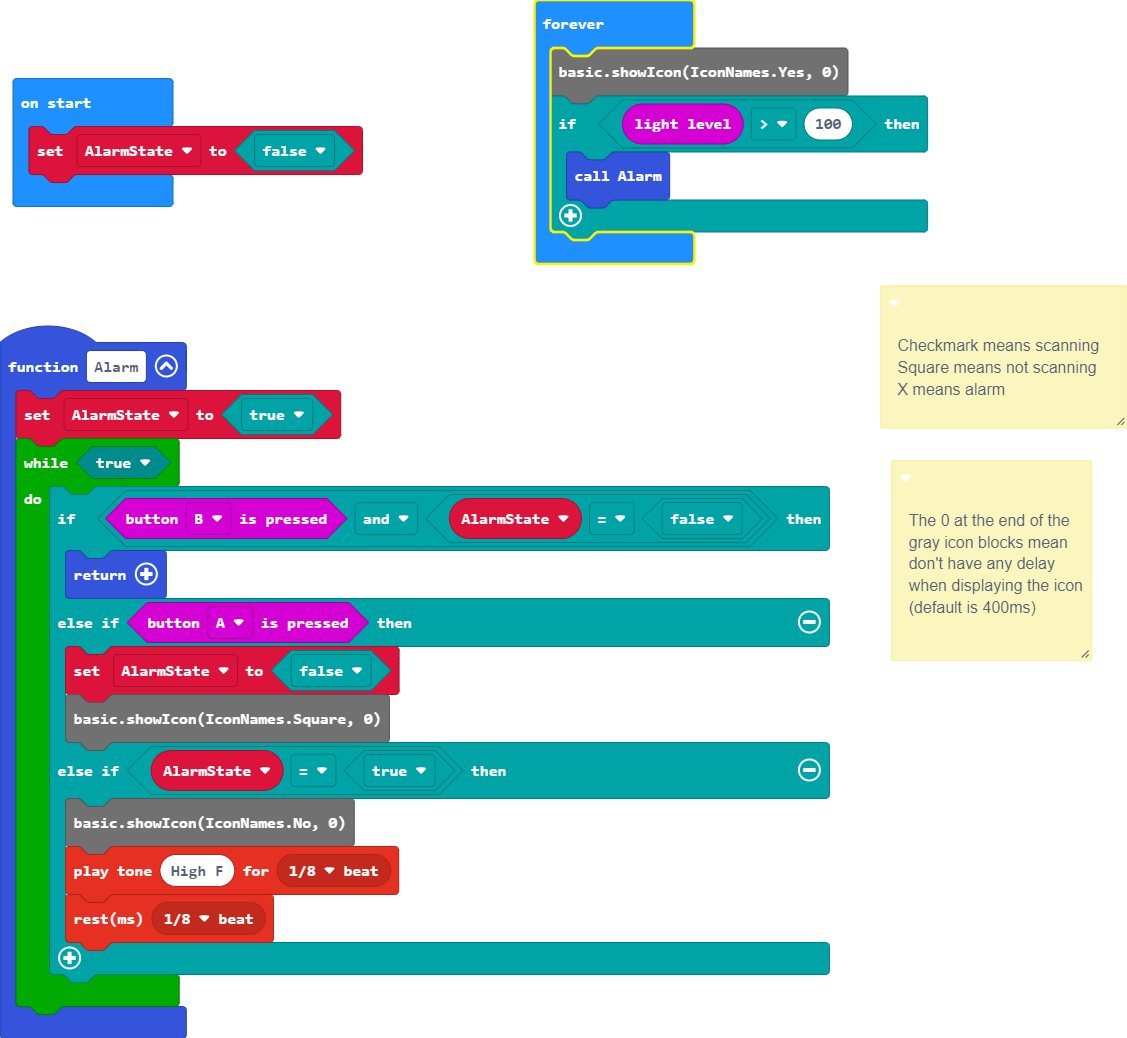 on start
set AlarmState to false
forever
basic.showIcon(IconNames.Yes, 0)
if light level > 100 then
call Alarm
function Alarm
set AlarmState to true
while true
do
if button B is pressed and AlarmState = false then
return
else if button A is pressed then
set AlarmState to false
basic.showIcon(IconNames.Square, 0)
else if AlarmState = true then
basic.showIcon(IconNames.No, 0)
play tone High F for 1/8 beat
rest(ms) 1/8 beat
Checkmark means scanning
Square means not scanning
X means alarm
The 0 at the end of the
gray icon blocks mean
don't have any delay
when displaying the icon
(default is 400ms)